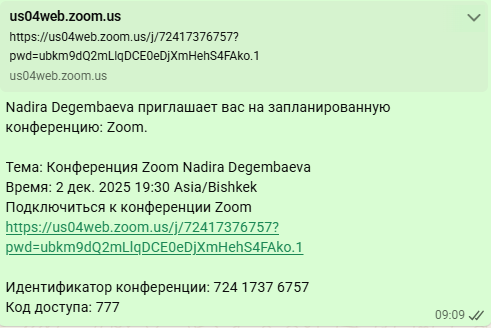 us04web.zoom.us
https://us04web.zoom.us/j/72417376757?
pwd=ubkm9dQ2mLlqDCE0eDjXmHehS4FAko.1
us04web.zoom.us
Nadira Degembaeva приглашает вас на запланированную
конференцию: Zoom.
Тема: Конференция Zoom Nadira Degembaeva
Время: 2 дек. 2025 19:30 Asia/Bishkek
Подключиться к конференции Zoom
https://us04web.zoom.us/j/72417376757?
pwd=ubkm9dQ2mLlqDCE0eDjXmHehS4FAko.1
Идентификатор конференции: 724 1737 6757
Код доступа: 777
09:09